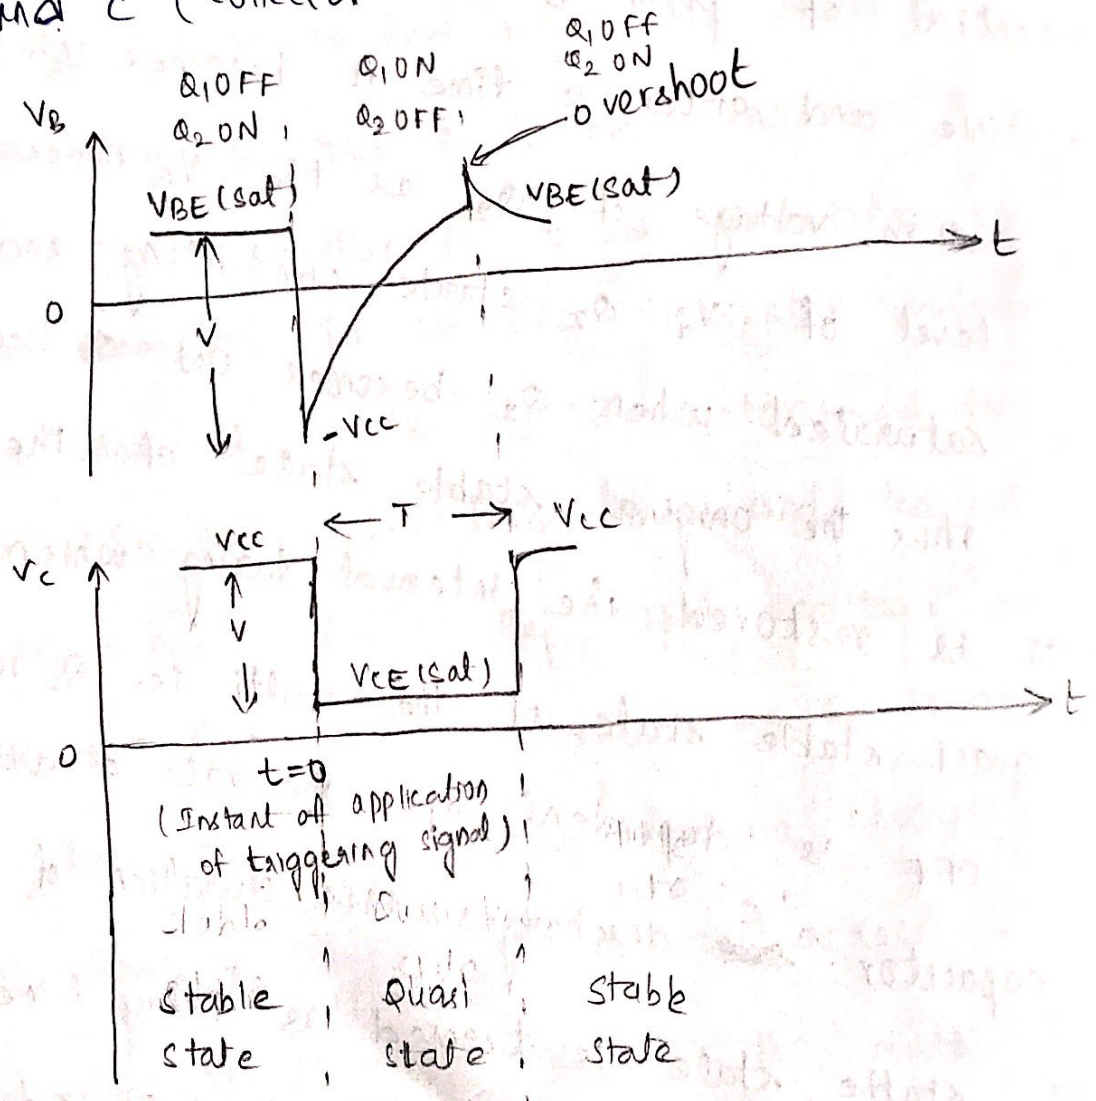 Q1 OFF
Q2 ON
Q1 ON
Q2 OFF
Q1 OFF
Q2 ON
overshoot
VB
VBE (sat)
VBE (sat)
t
0
V
-Vcc
← T →
Vcc
Vcc
Vc
V
VCE (sat)
t
0
t=0
(Instant of application
of triggering signal)
Stable
state
Quasi
state
Stable
state